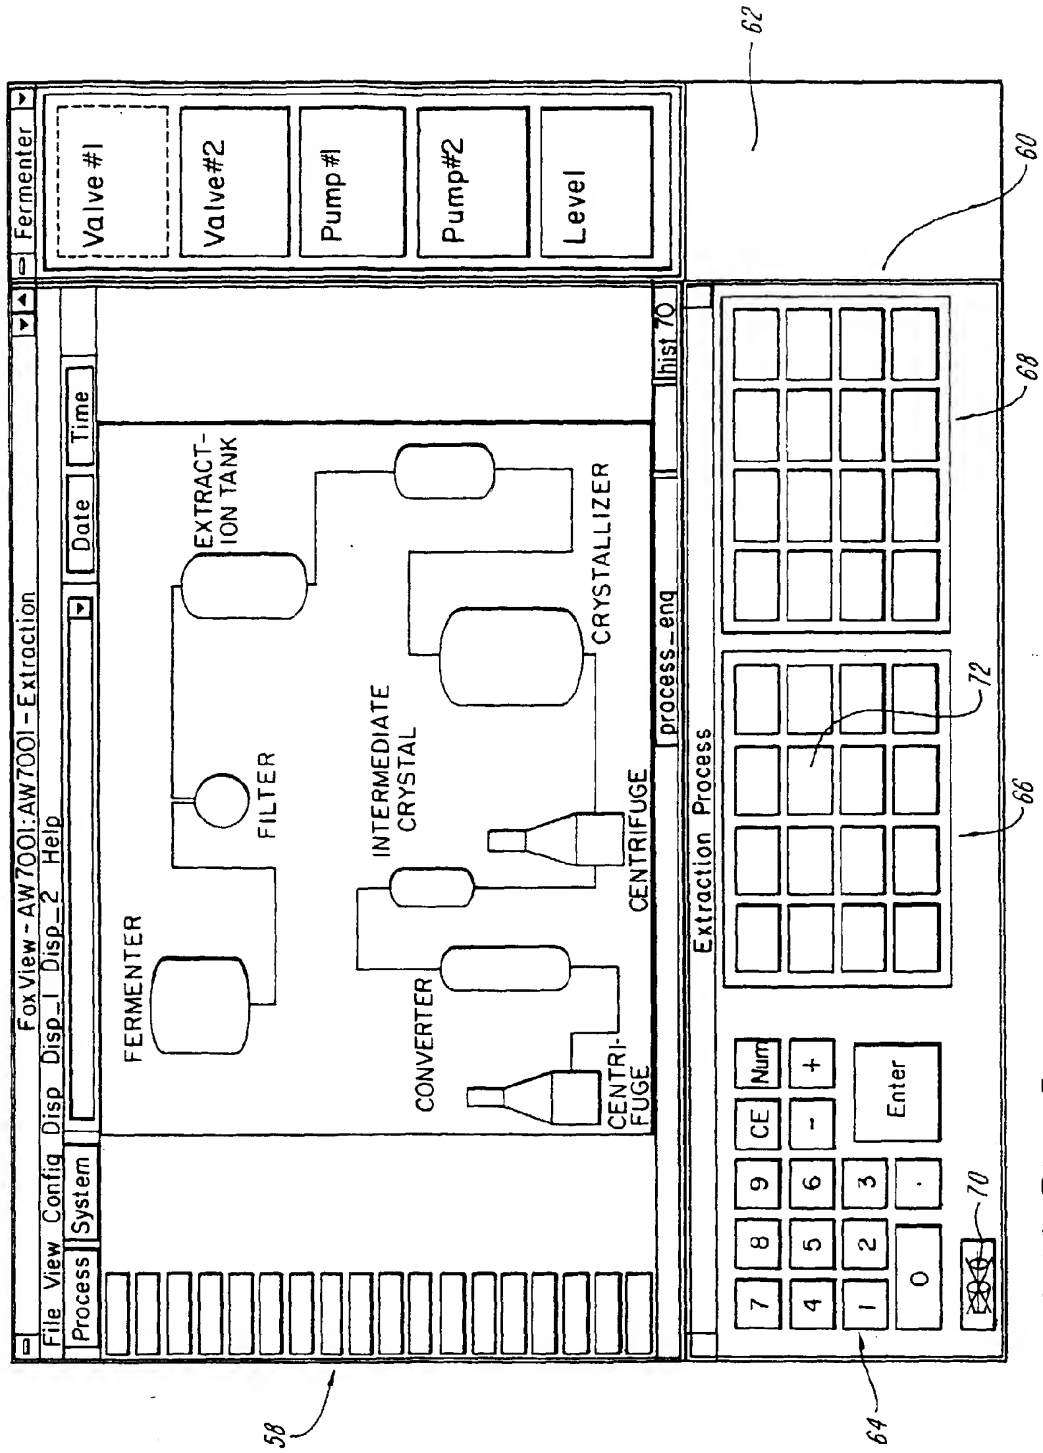 FoxView-AW7001:AW7001-Extraction
File View Config Disp Disp_1 Disp_2 Help
Process
System
Date
Time
Fermenter
Valve#1
Valve#2
Pump#1
Pump#2
Level
FERMENTER
FILTER
EXTRACT-
ION TANK
CONVERTER
INTERMEDIATE
CRYSTAL
CRYSTALLIZER
CENTRI-
FUGE
CENTRIFUGE
process_enq
hist 70
Extraction Process
7
8
9
CE
Num
4
5
6
-
+
1
2
3
Enter
0
.
58
60
62
64
66
68
70
72